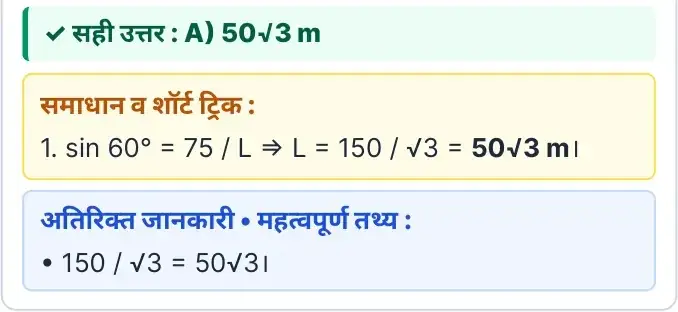 ✓ सही उत्तर : A) 50√3 m
समाधान व शॉर्ट ट्रिक :
1. sin 60° = 75 / L ⇒ L = 150 / √3 = 50√3 m।
अतिरिक्त जानकारी • महत्वपूर्ण तथ्य :
• 150 / √3 = 50√3।